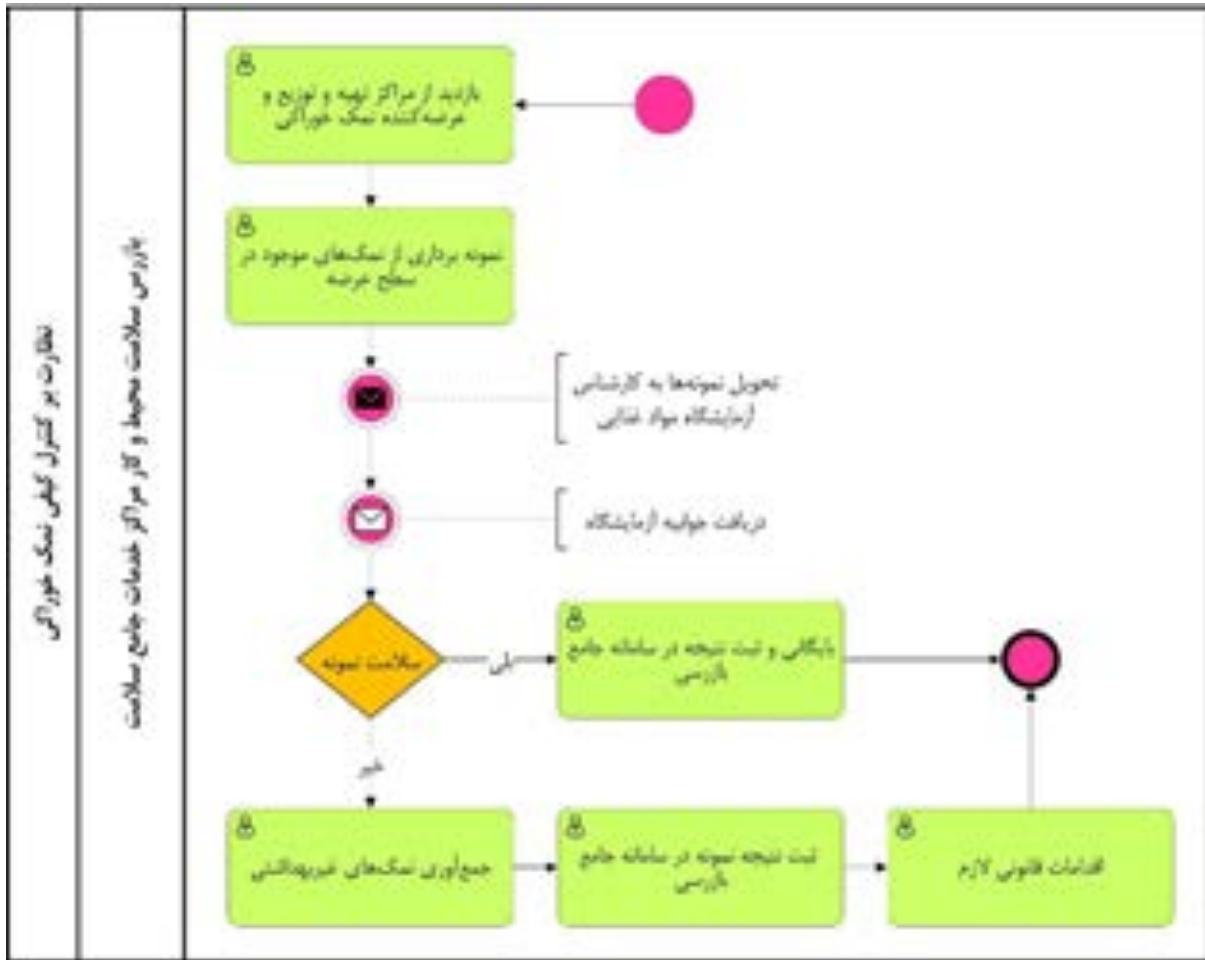 نظارت بر کنترل کیفی نمک خوراکی
بازرس سلامت محیط و کار مراکز خدمات جامع سلامت
بازدید از مراکز تهیه و توزیع و
عرضه‌کننده نمک خوراکی
نمونه برداری از نمک‌های موجود در
سطح عرضه
تحویل نمونه‌ها به کارشناس
آزمایشگاه مواد غذایی
دریافت جوابیه آزمایشگاه
سلامت نمونه
بلی
بایگانی و ثبت نتیجه در سامانه جامع
بازرسی
خیر
جمع‌آوری نمک‌های غیربهداشتی
ثبت نتیجه نمونه در سامانه جامع
بازرسی
اقدامات قانونی لازم